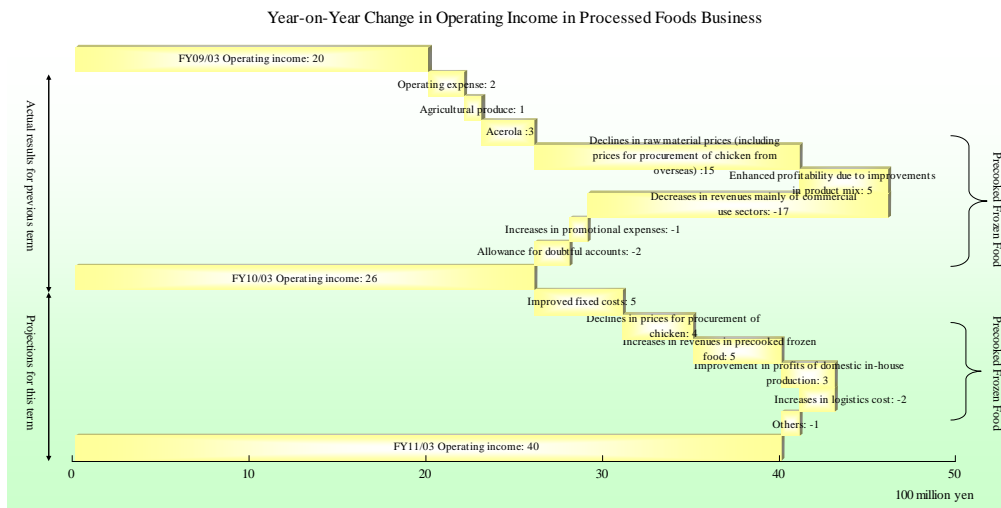 Year-on-Year Change in Operating Income in Processed Foods Business
FY09/03 Operating income: 20
Operating expense: 2
Agricultural produce: 1
Acerola :3
Declines in raw material prices (including
prices for procurement of chicken from
overseas) :15
Enhanced profitability due to improvements
in product mix: 5
Decreases in revenues mainly of commercial
use sectors: -17
Increases in promotional expenses: -1
Allowance for doubtful accounts: -2
FY10/03 Operating income: 26
Improved fixed costs: 5
Declines in prices for procurement of
chicken: 4
Increases in revenues in precooked frozen
food: 5
Improvement in profits of domestic in-house
production: 3
Increases in logistics cost: -2
Others: -1
FY11/03 Operating income: 40
Actual results for previous term
Projections for this term
Precooked Frozen Food
Precooked Frozen Food
0 10 20 30 40 50
100 million yen